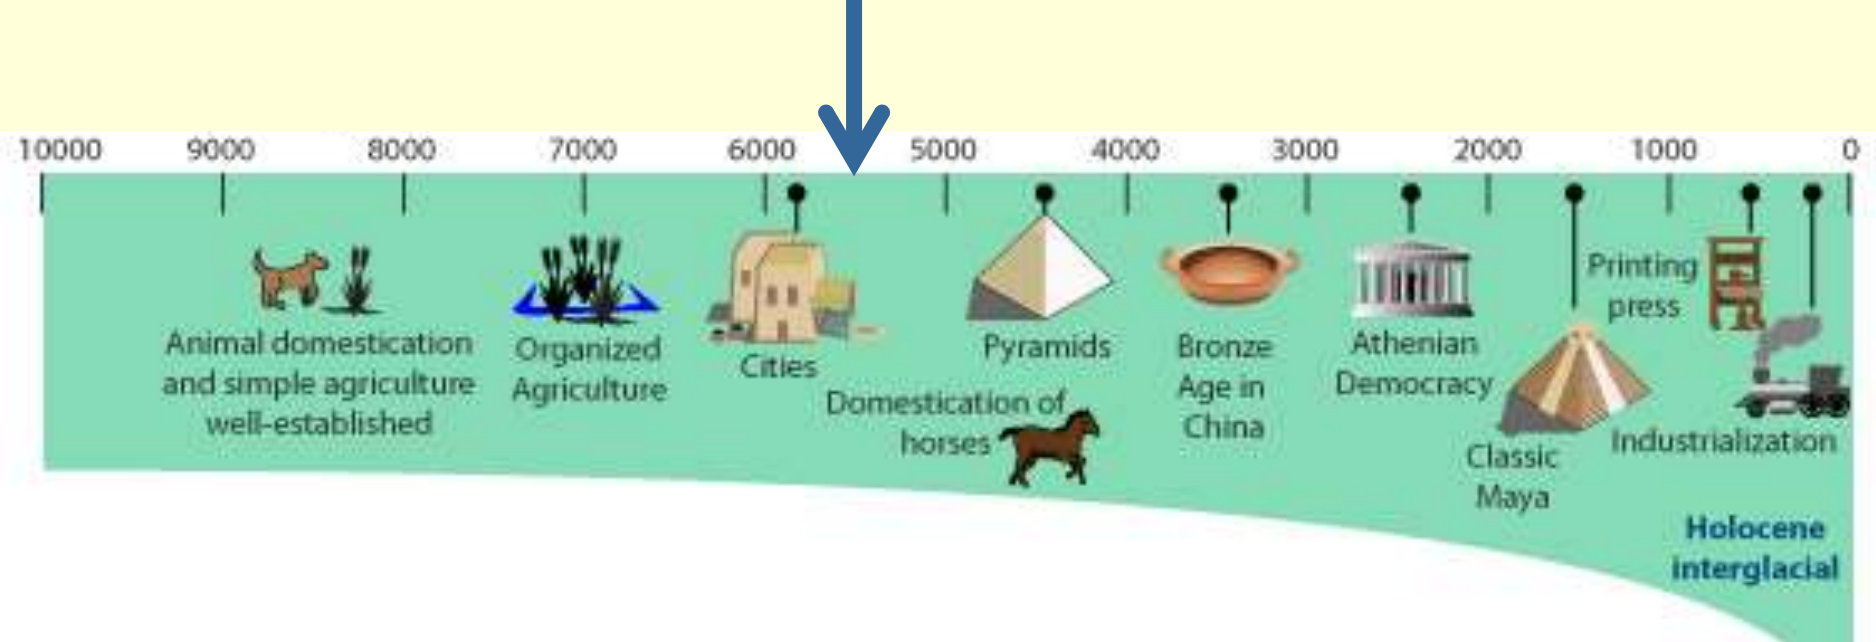 10000 9000 8000 7000 6000 5000 4000 3000 2000 1000 0
Animal domestication
and simple agriculture
well-established
Organized
Agriculture
Cities
Domestication of
horses
Pyramids
Bronze
Age in
China
Athenian
Democracy
Classic
Maya
Printing
press
Industrialization
Holocene
interglacial